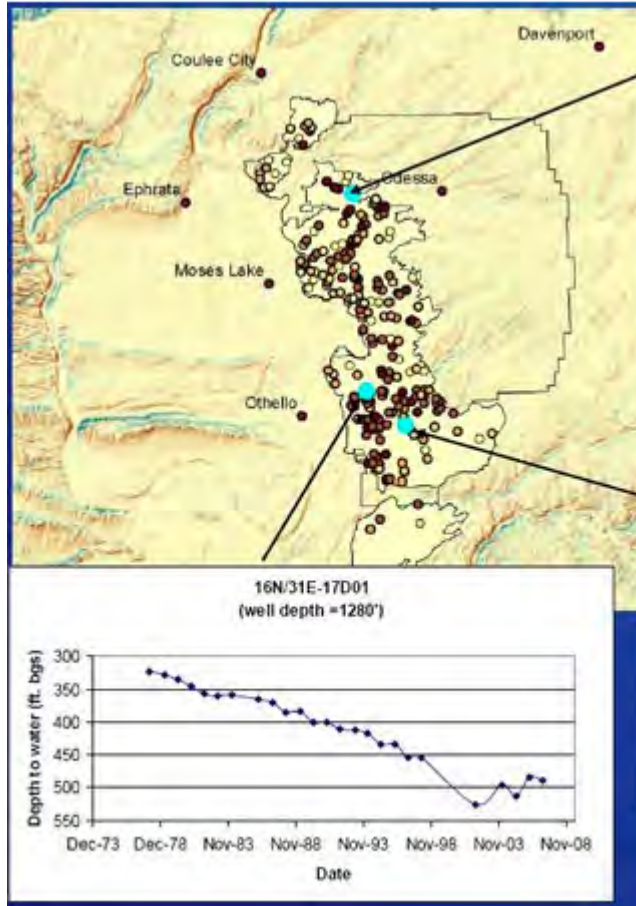 Davenport
Coulee City
Ephrata
Odessa
Moses Lake
Othello
16N/31E-17D01
(well depth =1280')
Depth to water (ft. bgs)
300
350
400
450
500
550
Dec-73 Dec-78 Nov-83 Nov-88 Nov-93 Nov-98 Nov-03 Nov-08
Date